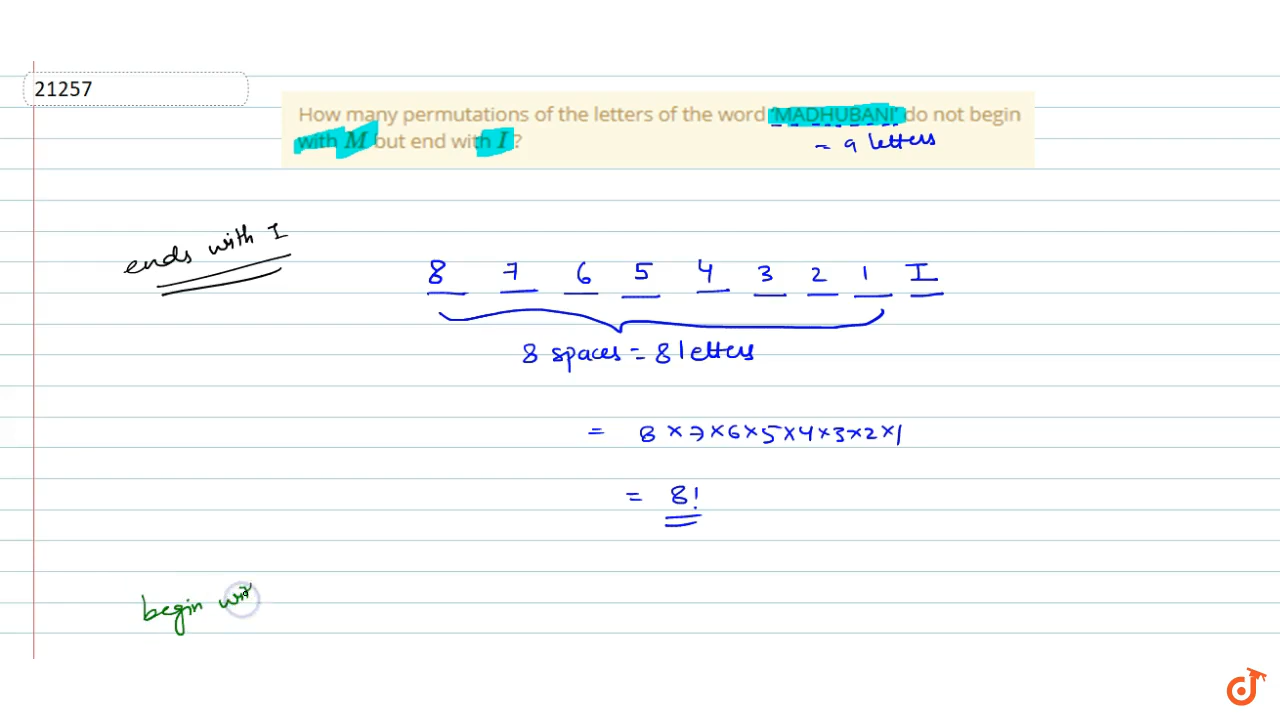 21257
How many permutations of the letters of the word 'MADHUBANI' do not begin
with M but end with I ?
= 9 letters
ends with I
8 7 6 5 4 3 2 1 I
8 spaces = 8 letters
= 8 × 7 × 6 × 5 × 4 × 3 × 2 × 1
= 8!
begin wit